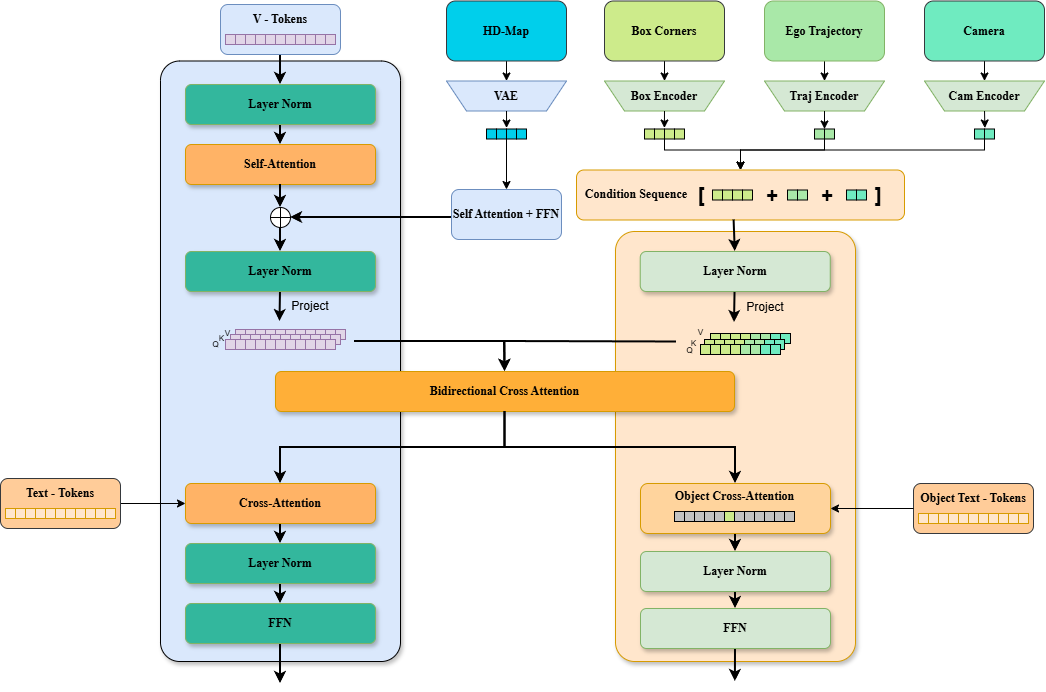 V - Tokens
HD-Map
Box Corners
Ego Trajectory
Camera
Layer Norm
VAE
Box Encoder
Traj Encoder
Cam Encoder
Self-Attention
Condition Sequence [ + + ]
Self Attention + FFN
Layer Norm
Layer Norm
Project
Project
V
K
Q
V
K
Q
Bidirectional Cross Attention
Text - Tokens
Cross-Attention
Object Cross-Attention
Object Text - Tokens
Layer Norm
Layer Norm
FFN
FFN